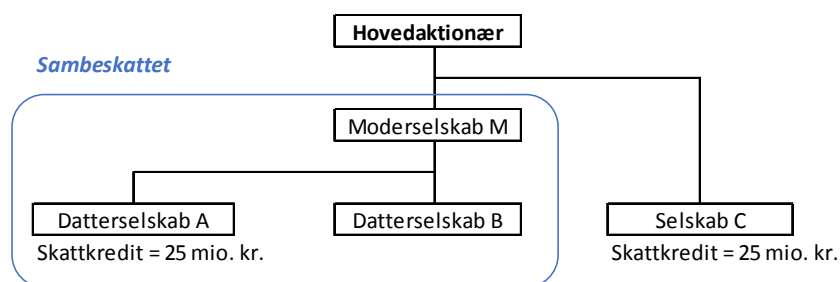 Hovedaktionær
Sambeskattet
Moderselskab M
Datterselskab A
Datterselskab B
Selskab C
Skattkredit = 25 mio. kr.
Skattkredit = 25 mio. kr.